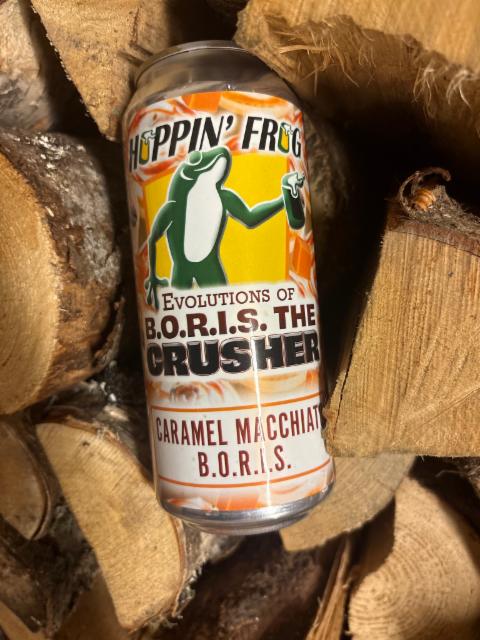 HOPPIN' FROG
EVOLUTIONS OF
B.O.R.I.S. THE
CRUSHER
CARAMEL MACCHIAT
B.O.R.I.S.